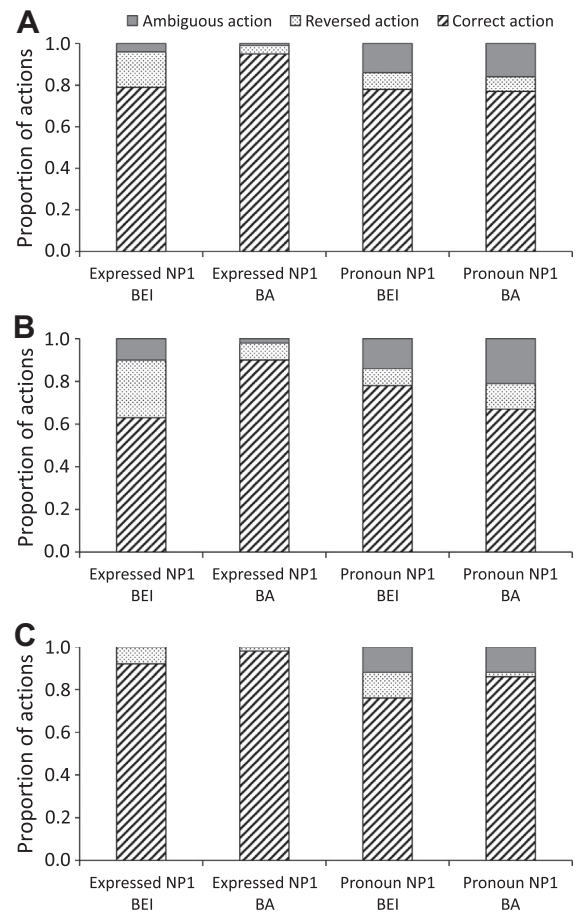 A
Ambiguous action Reversed action Correct action
Proportion of actions
1.0
0.8
0.6
0.4
0.2
0.0
Expressed NP1 Expressed NP1 Pronoun NP1 Pronoun NP1
BEI BA BEI BA
B
Proportion of actions
1.0
0.8
0.6
0.4
0.2
0.0
Expressed NP1 Expressed NP1 Pronoun NP1 Pronoun NP1
BEI BA BEI BA
C
Proportion of actions
1.0
0.8
0.6
0.4
0.2
0.0
Expressed NP1 Expressed NP1 Pronoun NP1 Pronoun NP1
BEI BA BEI BA